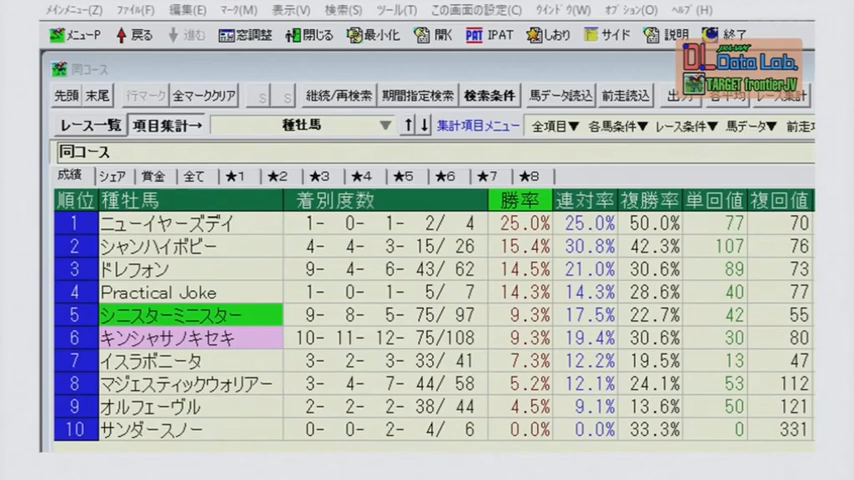 メインメニュー(Z) ファイル(F) 編集(E) マーク(M) 表示(V) 検索(S) ツール(T) この画面の設定(C) ウインドウ(W) オプション(O) ヘルプ(H)
メニューP 戻る 進む 窓調整 閉じる 最小化 開く PAT IPAT しおり サイド 説明 終了
JRA-VAN
DL Data Lab.
TARGET frontierJV
同コース
先頭 末尾 行マーク 全マーククリア S S 継続/再検索 期間指定検索 検索条件 馬データ読込 前走読込 出力 レース集計
レース一覧 項目集計→ 種牡馬 ▼ ↑↓ 集計項目メニュー 全項目▼ 各馬条件▼ レース条件▼ 馬データ▼ 前走
同コース
成績 シェア 賞金 全て ★1 ★2 ★3 ★4 ★5 ★6 ★7 ★8
順位 種牡馬 着別度数 勝率 連対率 複勝率 単回値 複回値
1 ニューイヤーズデイ 1- 0- 1- 2/ 4 25.0% 25.0% 50.0% 77 70
2 シャンハイボビー 4- 4- 3- 15/ 26 15.4% 30.8% 42.3% 107 76
3 ドレフォン 9- 4- 6- 43/ 62 14.5% 21.0% 30.6% 89 73
4 Practical Joke 1- 0- 1- 5/ 7 14.3% 14.3% 28.6% 40 77
5 シニスターミニスター 9- 8- 5- 75/ 97 9.3% 17.5% 22.7% 42 55
6 キンシャサノキセキ 10- 11- 12- 75/108 9.3% 19.4% 30.6% 30 80
7 イスラボニータ 3- 2- 3- 33/ 41 7.3% 12.2% 19.5% 13 47
8 マジェスティックウォリアー 3- 4- 7- 44/ 58 5.2% 12.1% 24.1% 53 112
9 オルフェーヴル 2- 2- 2- 38/ 44 4.5% 9.1% 13.6% 50 121
10 サンダースノー 0- 0- 2- 4/ 6 0.0% 0.0% 33.3% 0 331